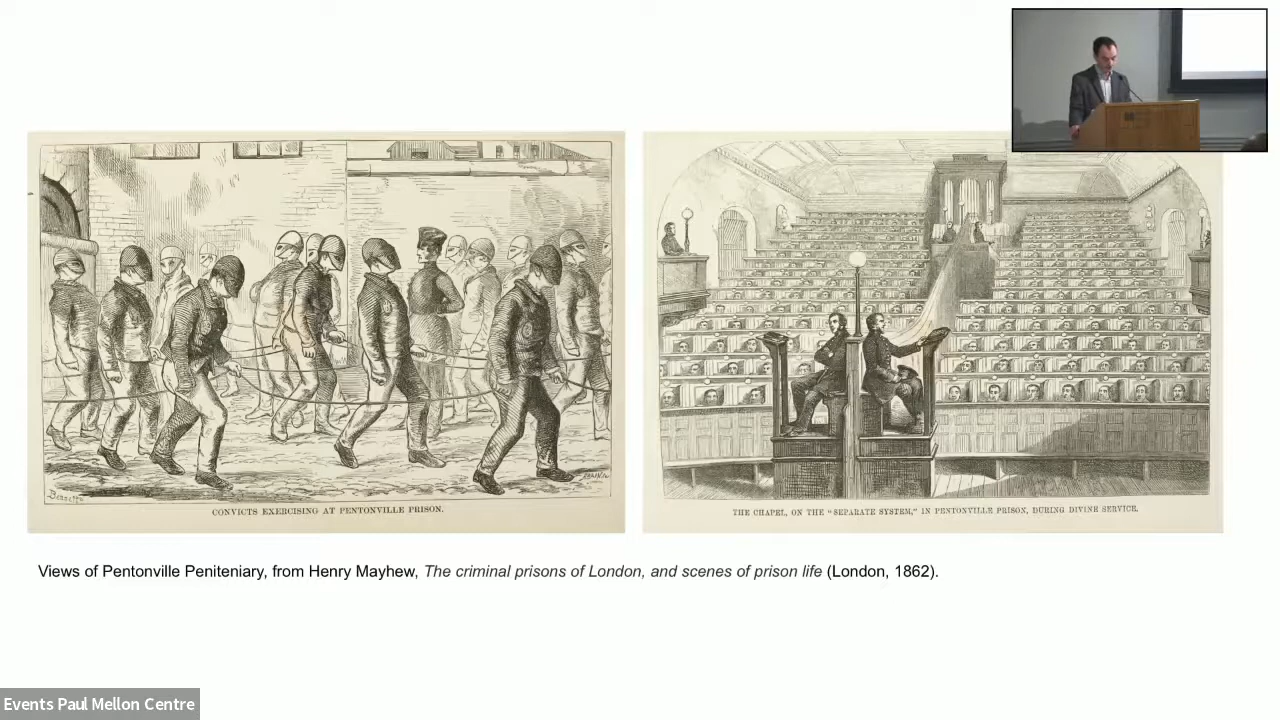 CONVICTS EXERCISING AT PENTONVILLE PRISON.
THE CHAPEL, ON THE "SEPARATE SYSTEM," IN PENTONVILLE PRISON, DURING DIVINE SERVICE.
Views of Pentonville Peniteniary, from Henry Mayhew, The criminal prisons of London, and scenes of prison life (London, 1862).
Events Paul Mellon Centre